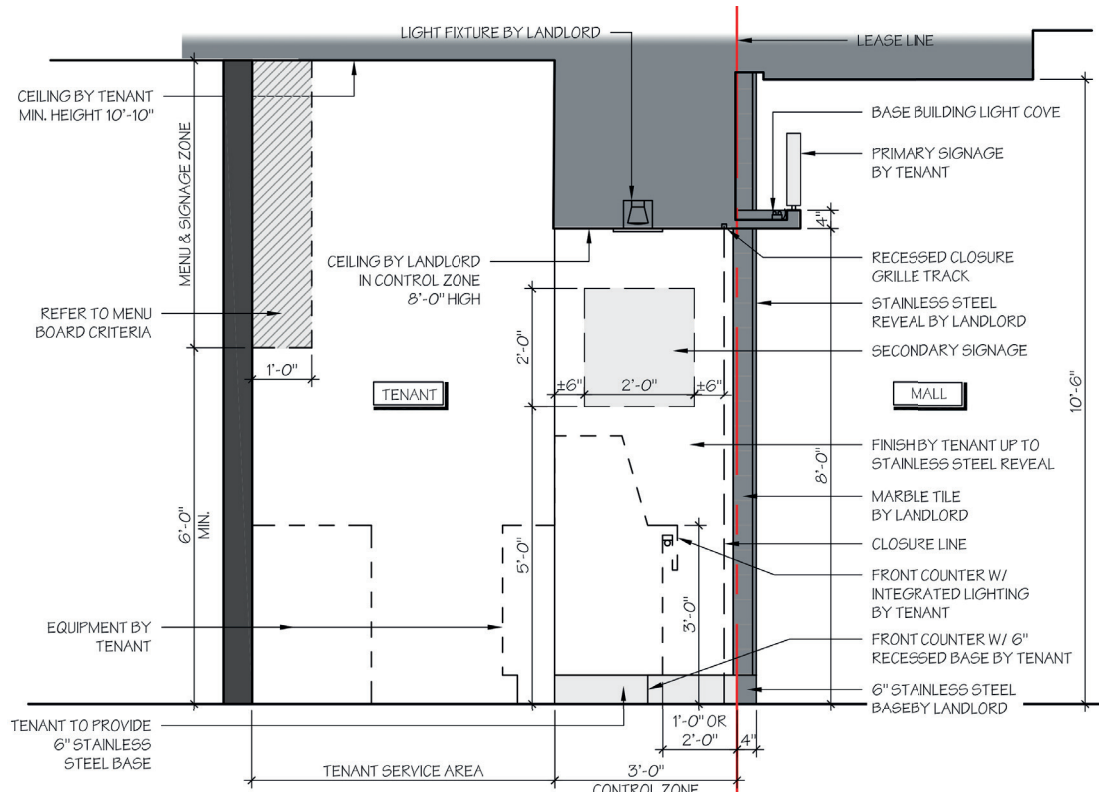 LIGHT FIXTURE BY LANDLORD
LEASE LINE
CEILING BY TENANT
MIN. HEIGHT 10'-10"
MENU & SIGNAGE ZONE
BASE BUILDING LIGHT COVE
PRIMARY SIGNAGE
BY TENANT
4"
CEILING BY LANDLORD
IN CONTROL ZONE
8'-0" HIGH
RECESSED CLOSURE
GRILLE TRACK
REFER TO MENU
BOARD CRITERIA
STAINLESS STEEL
REVEAL BY LANDLORD
2'-0"
SECONDARY SIGNAGE
1'-0"
±6"
2'-0"
±6"
TENANT
MALL
10'-6"
FINISH BY TENANT UP TO
STAINLESS STEEL REVEAL
8'-0"
6'-0"
MIN.
MARBLE TILE
BY LANDLORD
5'-0"
CLOSURE LINE
FRONT COUNTER W/
INTEGRATED LIGHTING
BY TENANT
3'-0"
EQUIPMENT BY
TENANT
FRONT COUNTER W/ 6"
RECESSED BASE BY TENANT
6" STAINLESS STEEL
BASEBY LANDLORD
TENANT TO PROVIDE
6" STAINLESS
STEEL BASE
1'-0" OR
2'-0"
4"
TENANT SERVICE AREA
3'-0"
CONTROL ZONE